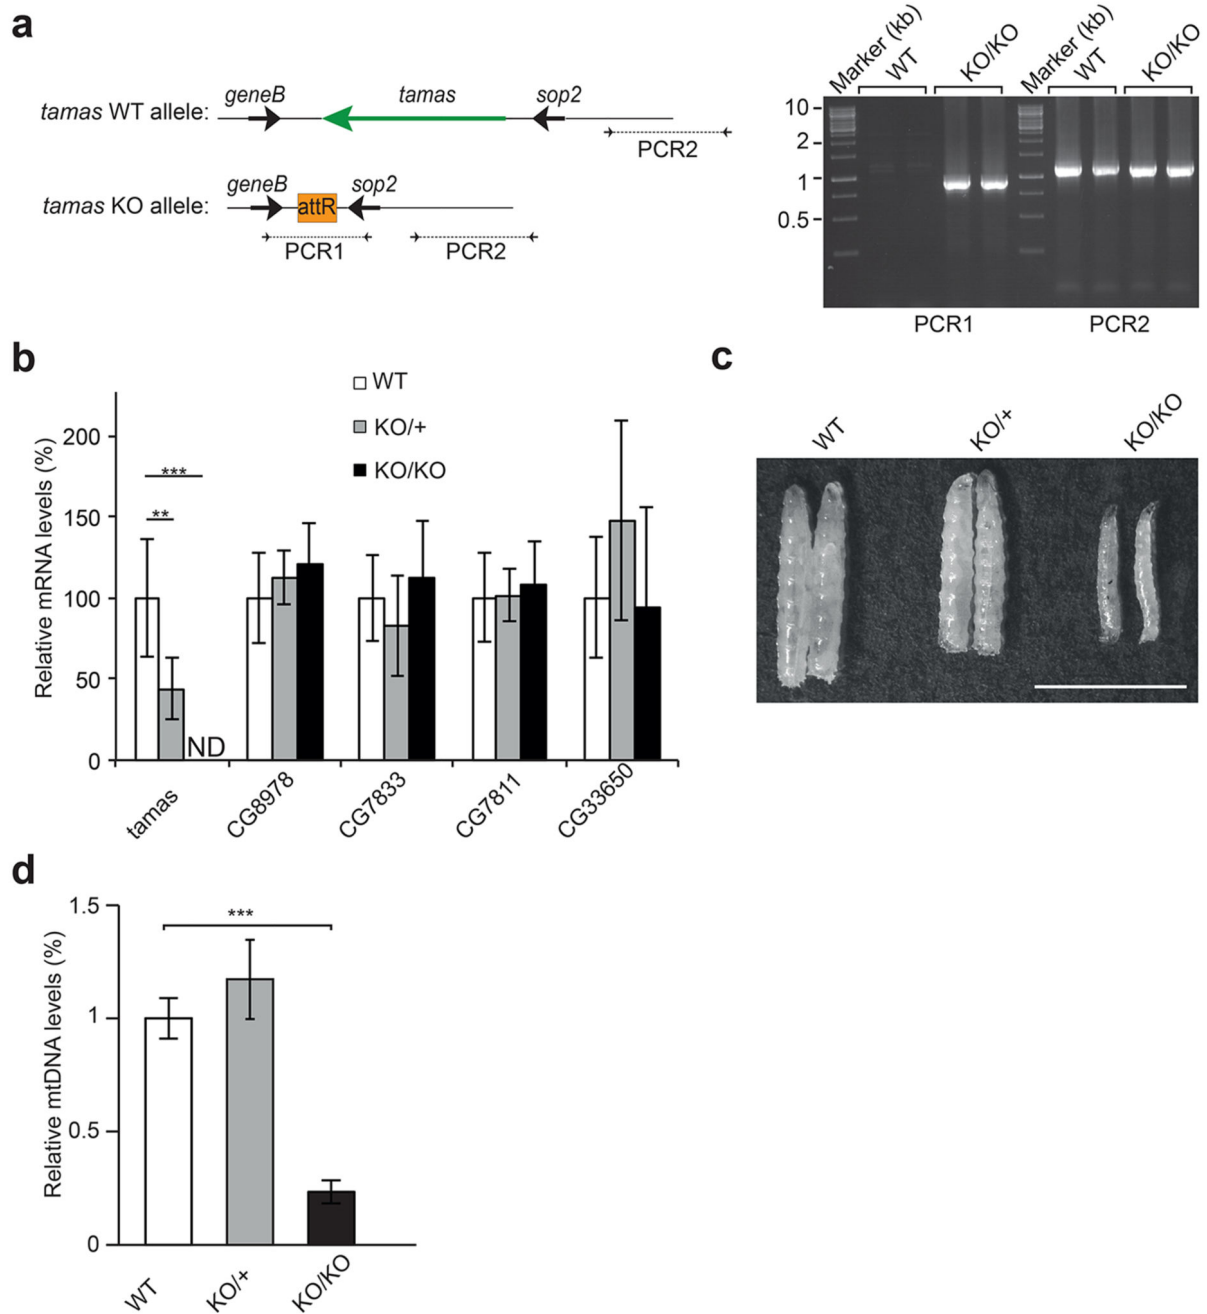 a
geneB tamas sop2
tamas WT allele:
PCR2
geneB sop2
tamas KO allele:
attR
PCR1 PCR2
Marker (kb) WT KO/KO Marker (kb) WT KO/KO
10
2
1
0.5
PCR1 PCR2
b
WT
KO/+
KO/KO
Relative mRNA levels (%)
200
150
100
50
0
***
**
ND
tamas CG8978 CG7833 CG7811 CG33650
c
WT KO/+ KO/KO
d
Relative mtDNA levels (%)
1.5
1
0.5
0
***
WT KO/+ KO/KO